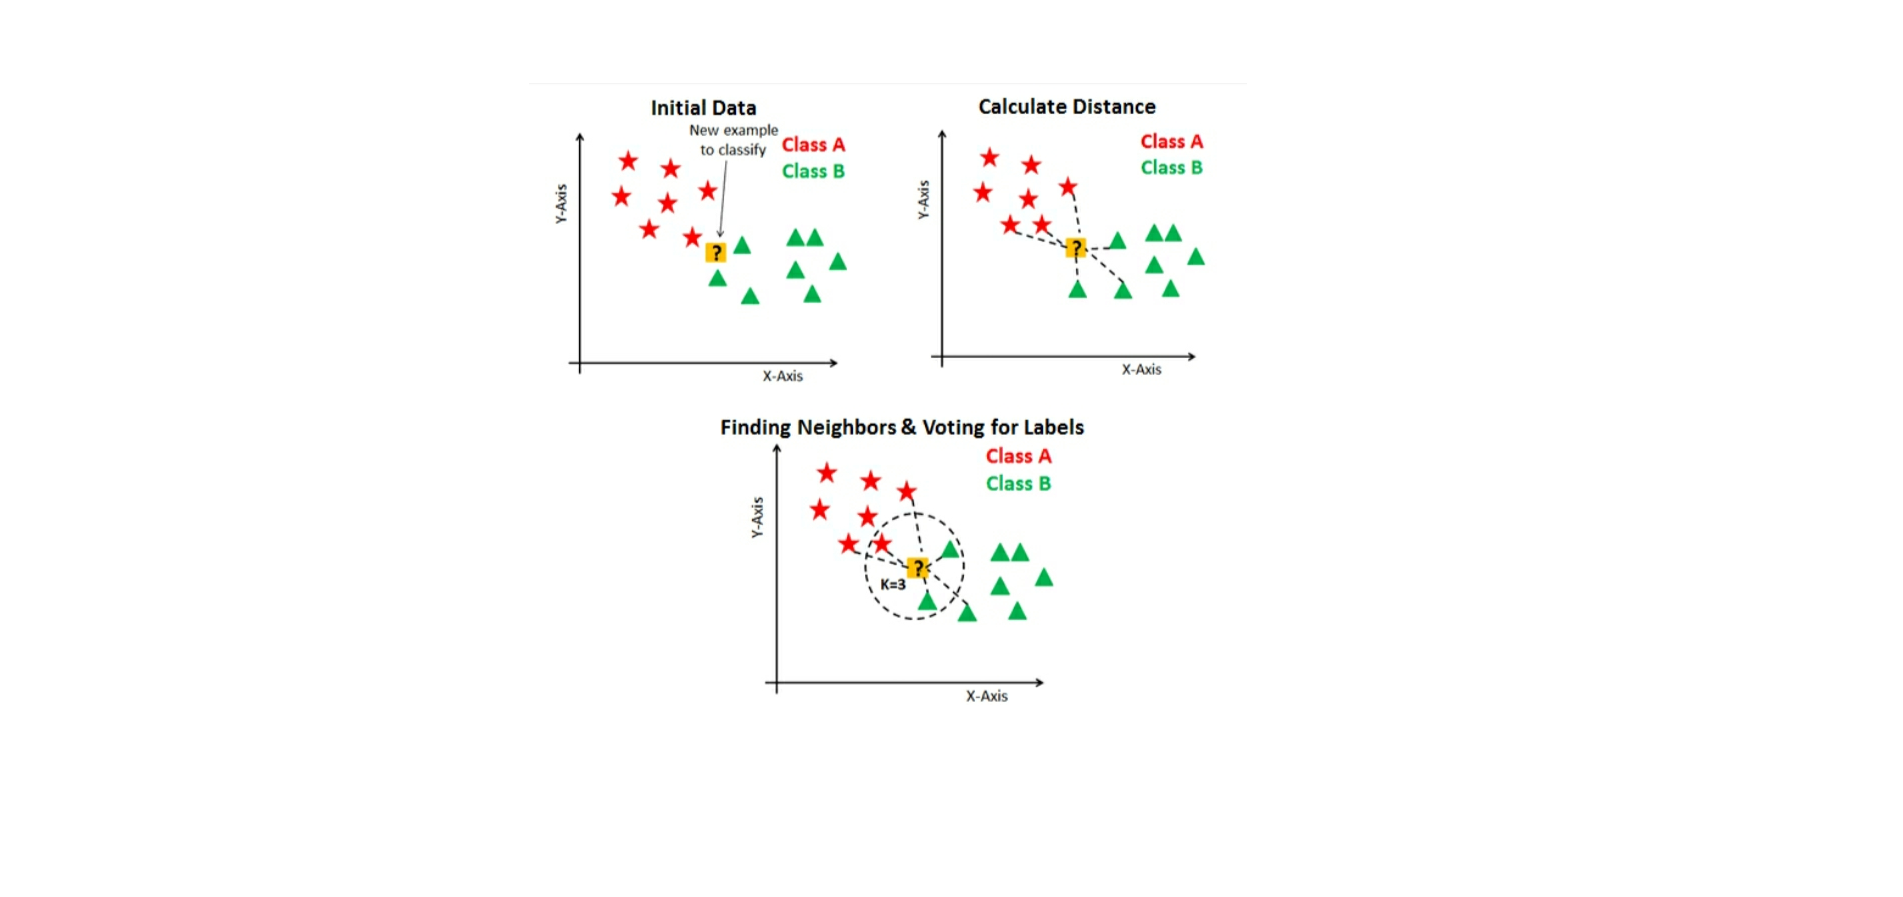 Initial Data
New example
to classify
Class A
Class B
Y-Axis
?
X-Axis
Calculate Distance
Class A
Class B
Y-Axis
?
X-Axis
Finding Neighbors & Voting for Labels
Class A
Class B
Y-Axis
?
K=3
X-Axis